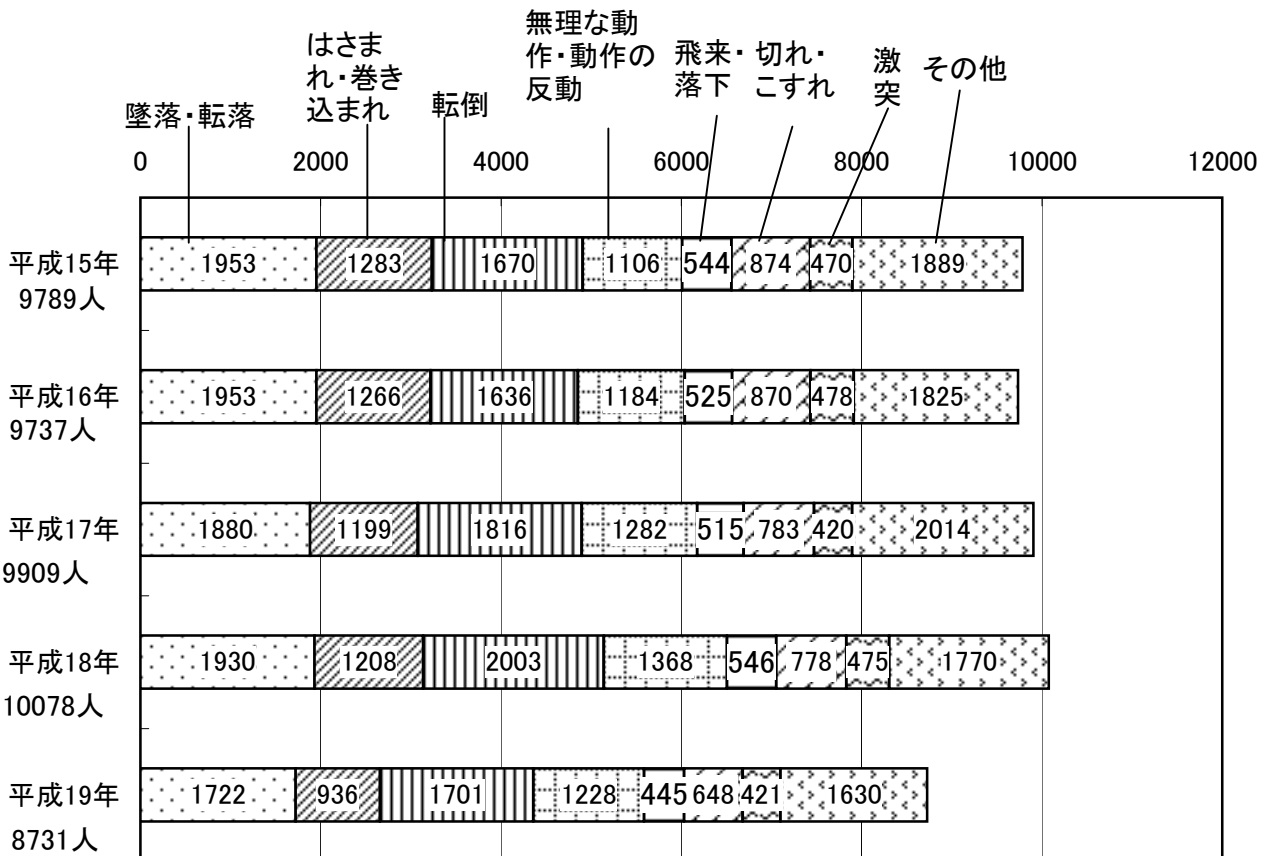 無理な動
作・動作の
反動
はさま
れ・巻き
込まれ
飛来・
落下
切れ・
こすれ
激
突
その他
転倒
墜落・転落
0 2000 4000 6000 8000 10000 12000
平成15年
9789人
1953 1283 1670 1106 544 874 470 1889
平成16年
9737人
1953 1266 1636 1184 525 870 478 1825
平成17年
9909人
1880 1199 1816 1282 515 783 420 2014
平成18年
10078人
1930 1208 2003 1368 546 778 475 1770
平成19年
8731人
1722 936 1701 1228 445 648 421 1630